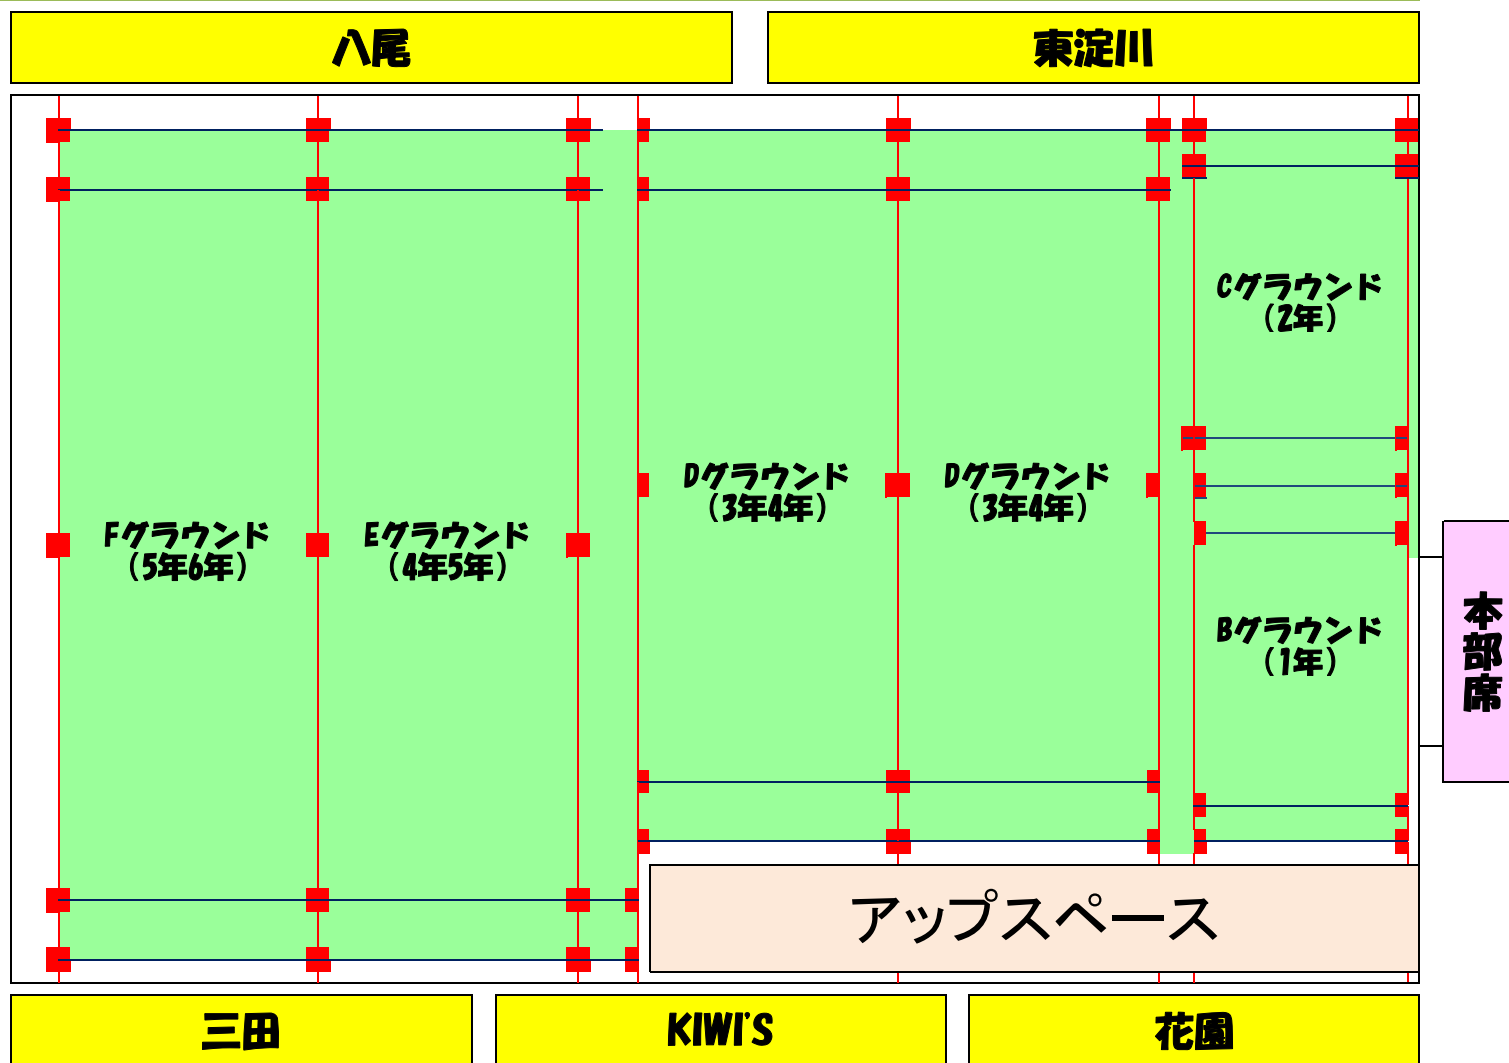 八尾
東淀川
Cグラウンド
（2年）
Dグラウンド
（3年4年）
Dグラウンド
（3年4年）
Fグラウンド
（5年6年）
Eグラウンド
（4年5年）
Bグラウンド
（1年）
本部席
アップスペース
三田
KIWI'S
花園